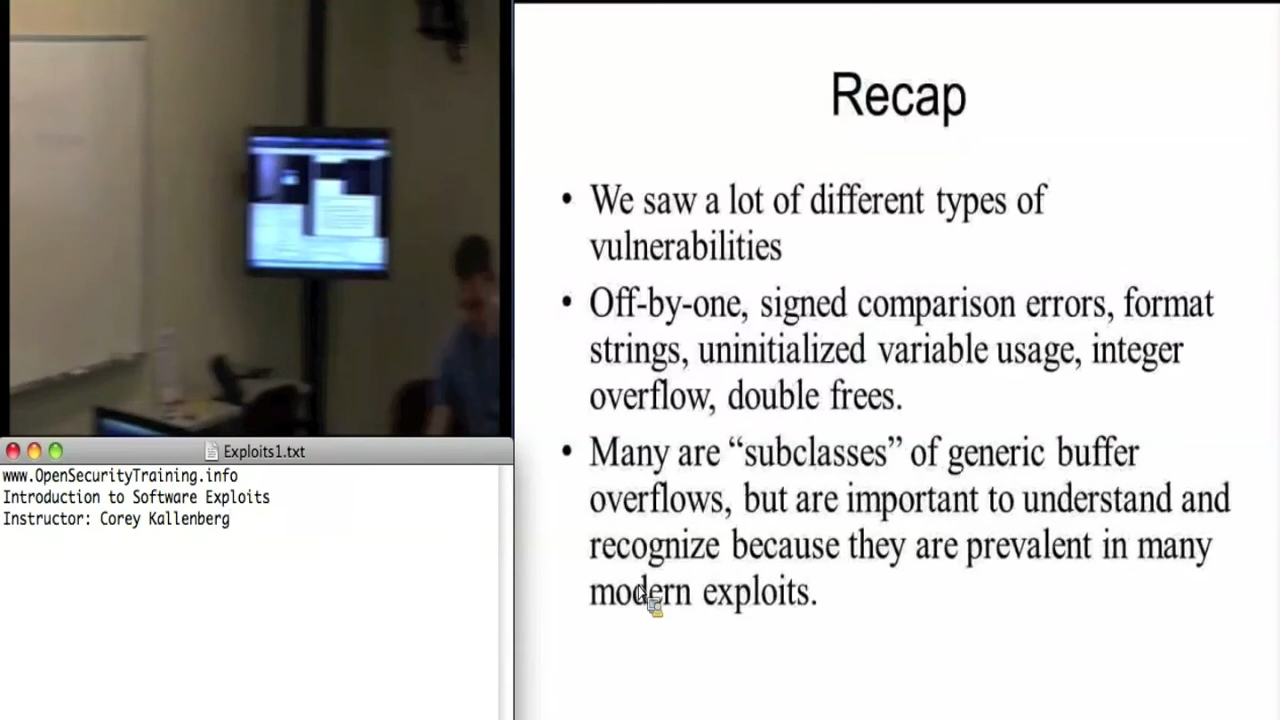 Recap
• We saw a lot of different types of
vulnerabilities
• Off-by-one, signed comparison errors, format
strings, uninitialized variable usage, integer
overflow, double frees.
• Many are “subclasses” of generic buffer
overflows, but are important to understand and
recognize because they are prevalent in many
modern exploits.
Exploits1.txt
www.OpenSecurityTraining.info
Introduction to Software Exploits
Instructor: Corey Kallenberg